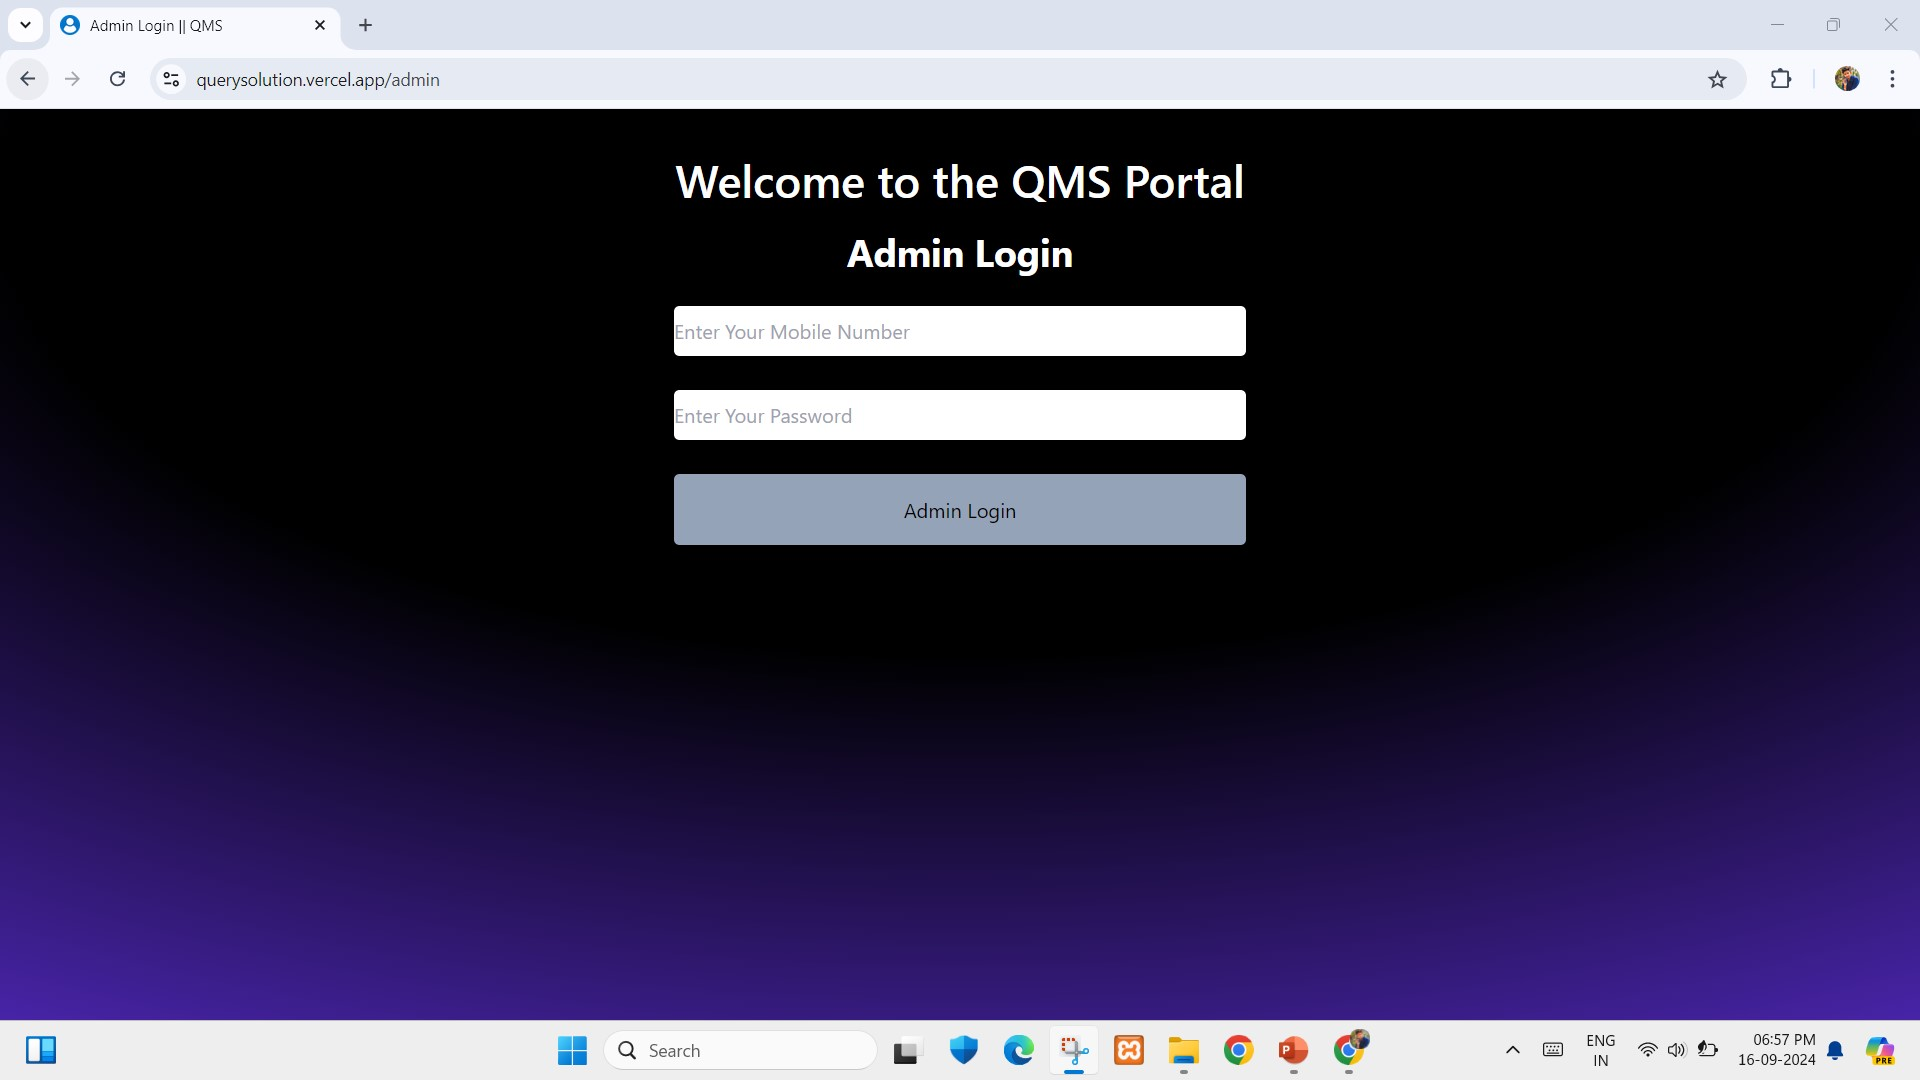 Admin Login || QMS
querysolution.vercel.app/admin
Welcome to the QMS Portal
Admin Login
Enter Your Mobile Number
Enter Your Password
Admin Login
Search
ENG
IN
06:57 PM
16-09-2024
PRE